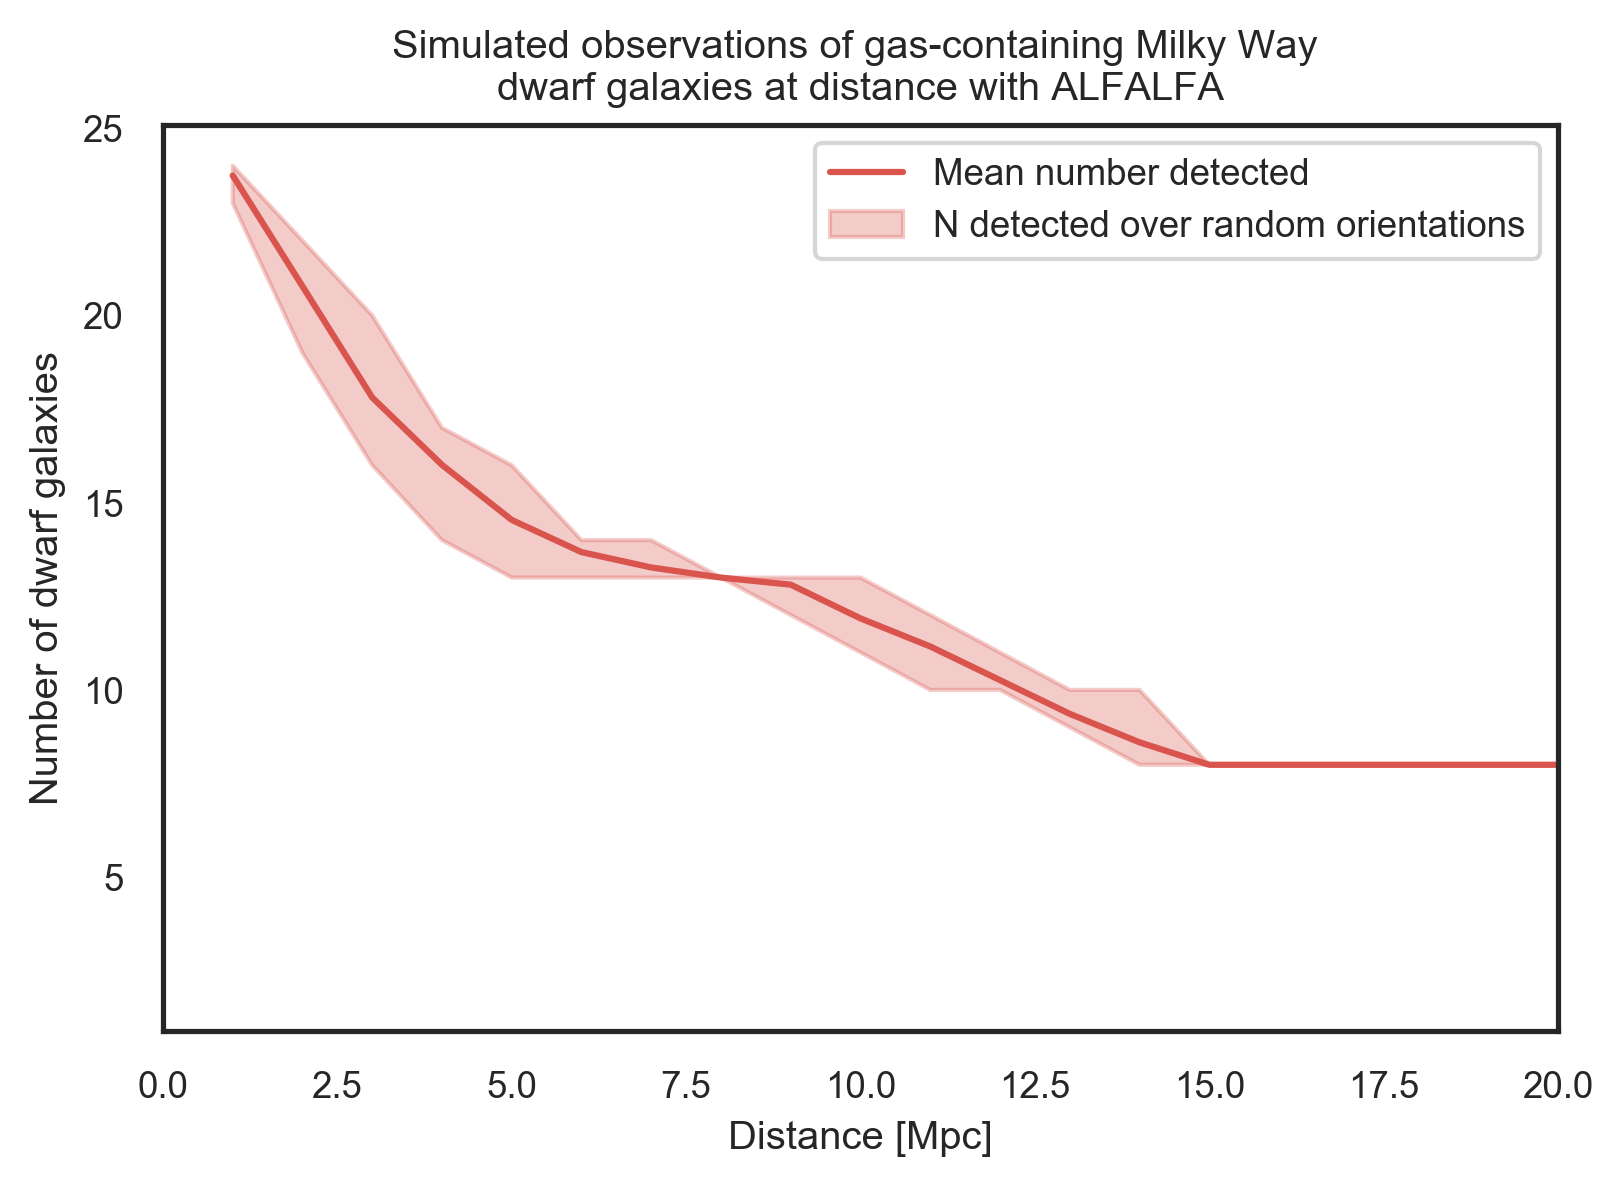 Simulated observations of gas-containing Milky Way
dwarf galaxies at distance with ALFALFA
Mean number detected
N detected over random orientations
Number of dwarf galaxies
25
20
15
10
5
0.0 2.5 5.0 7.5 10.0 12.5 15.0 17.5 20.0
Distance [Mpc]